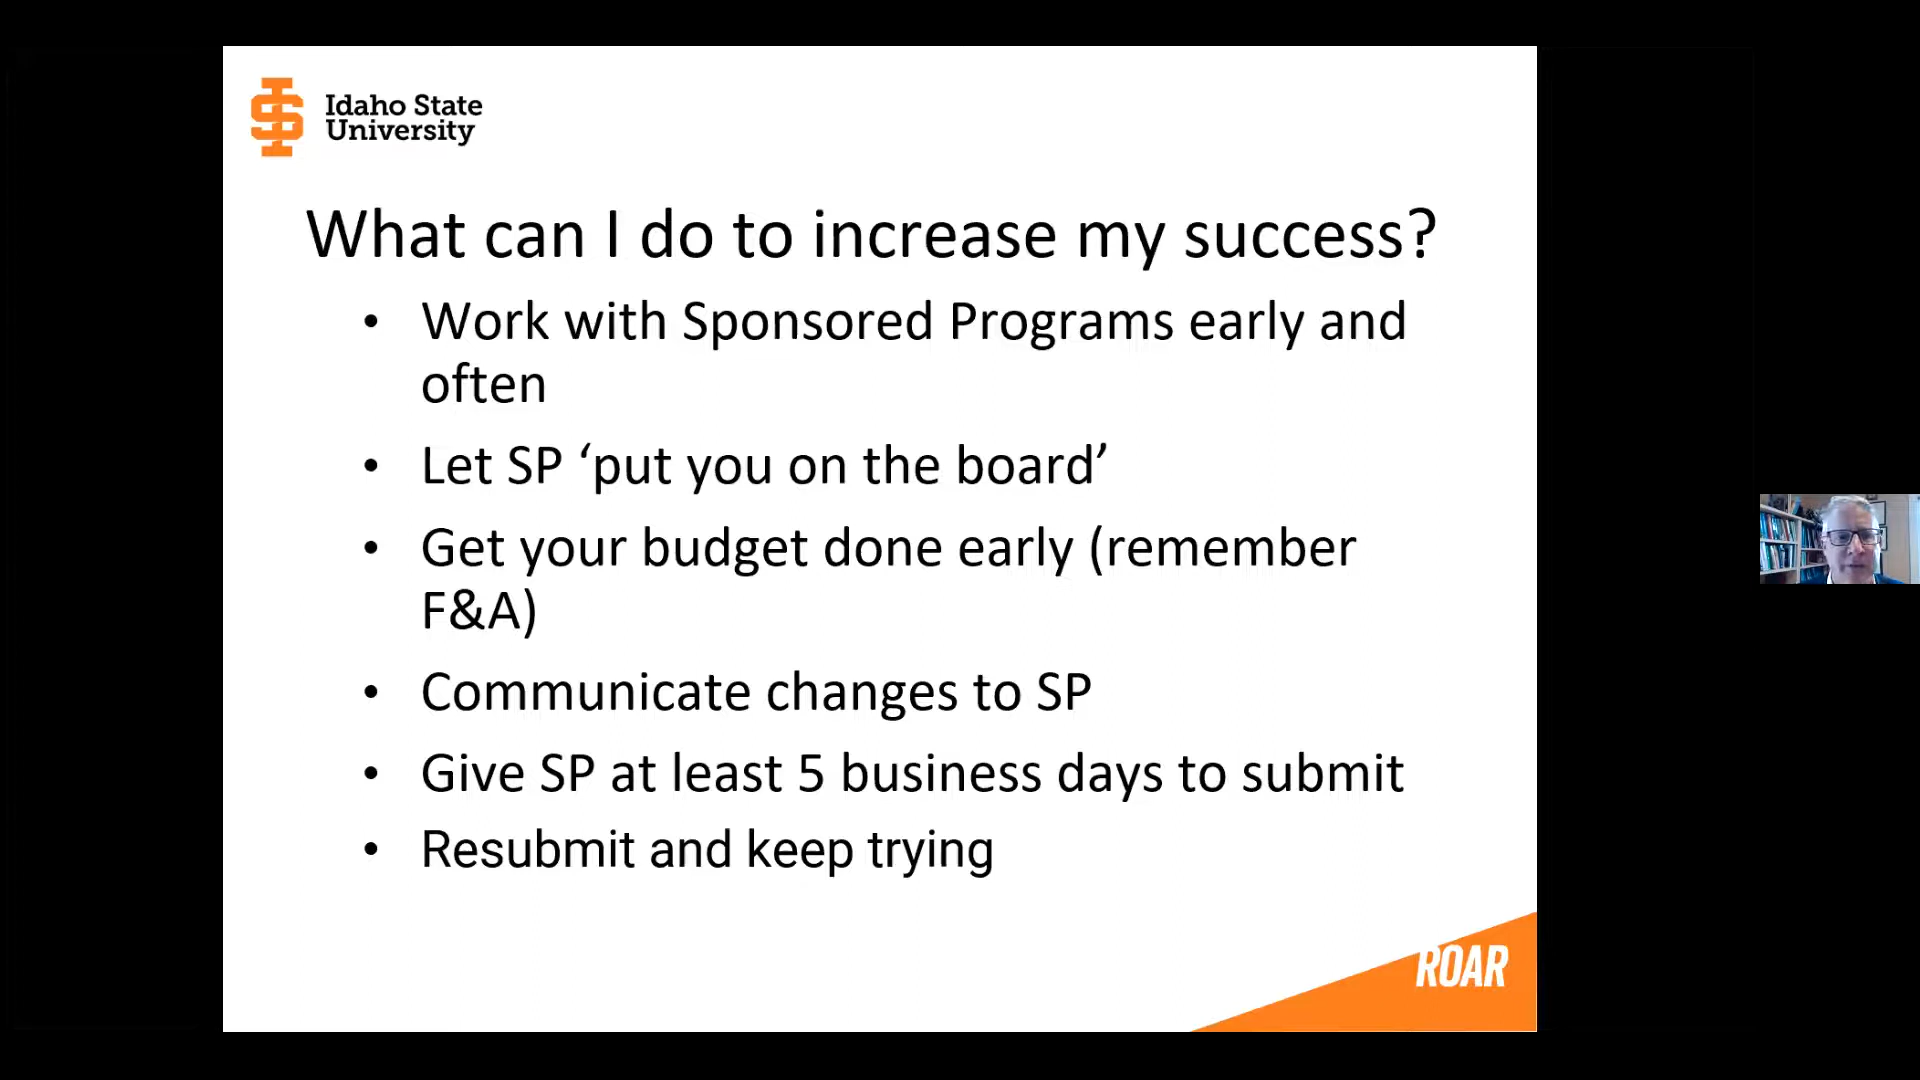 Idaho State
University
What can I do to increase my success?
• Work with Sponsored Programs early and
often
• Let SP ‘put you on the board’
• Get your budget done early (remember
F&A)
• Communicate changes to SP
• Give SP at least 5 business days to submit
• Resubmit and keep trying
ROAR